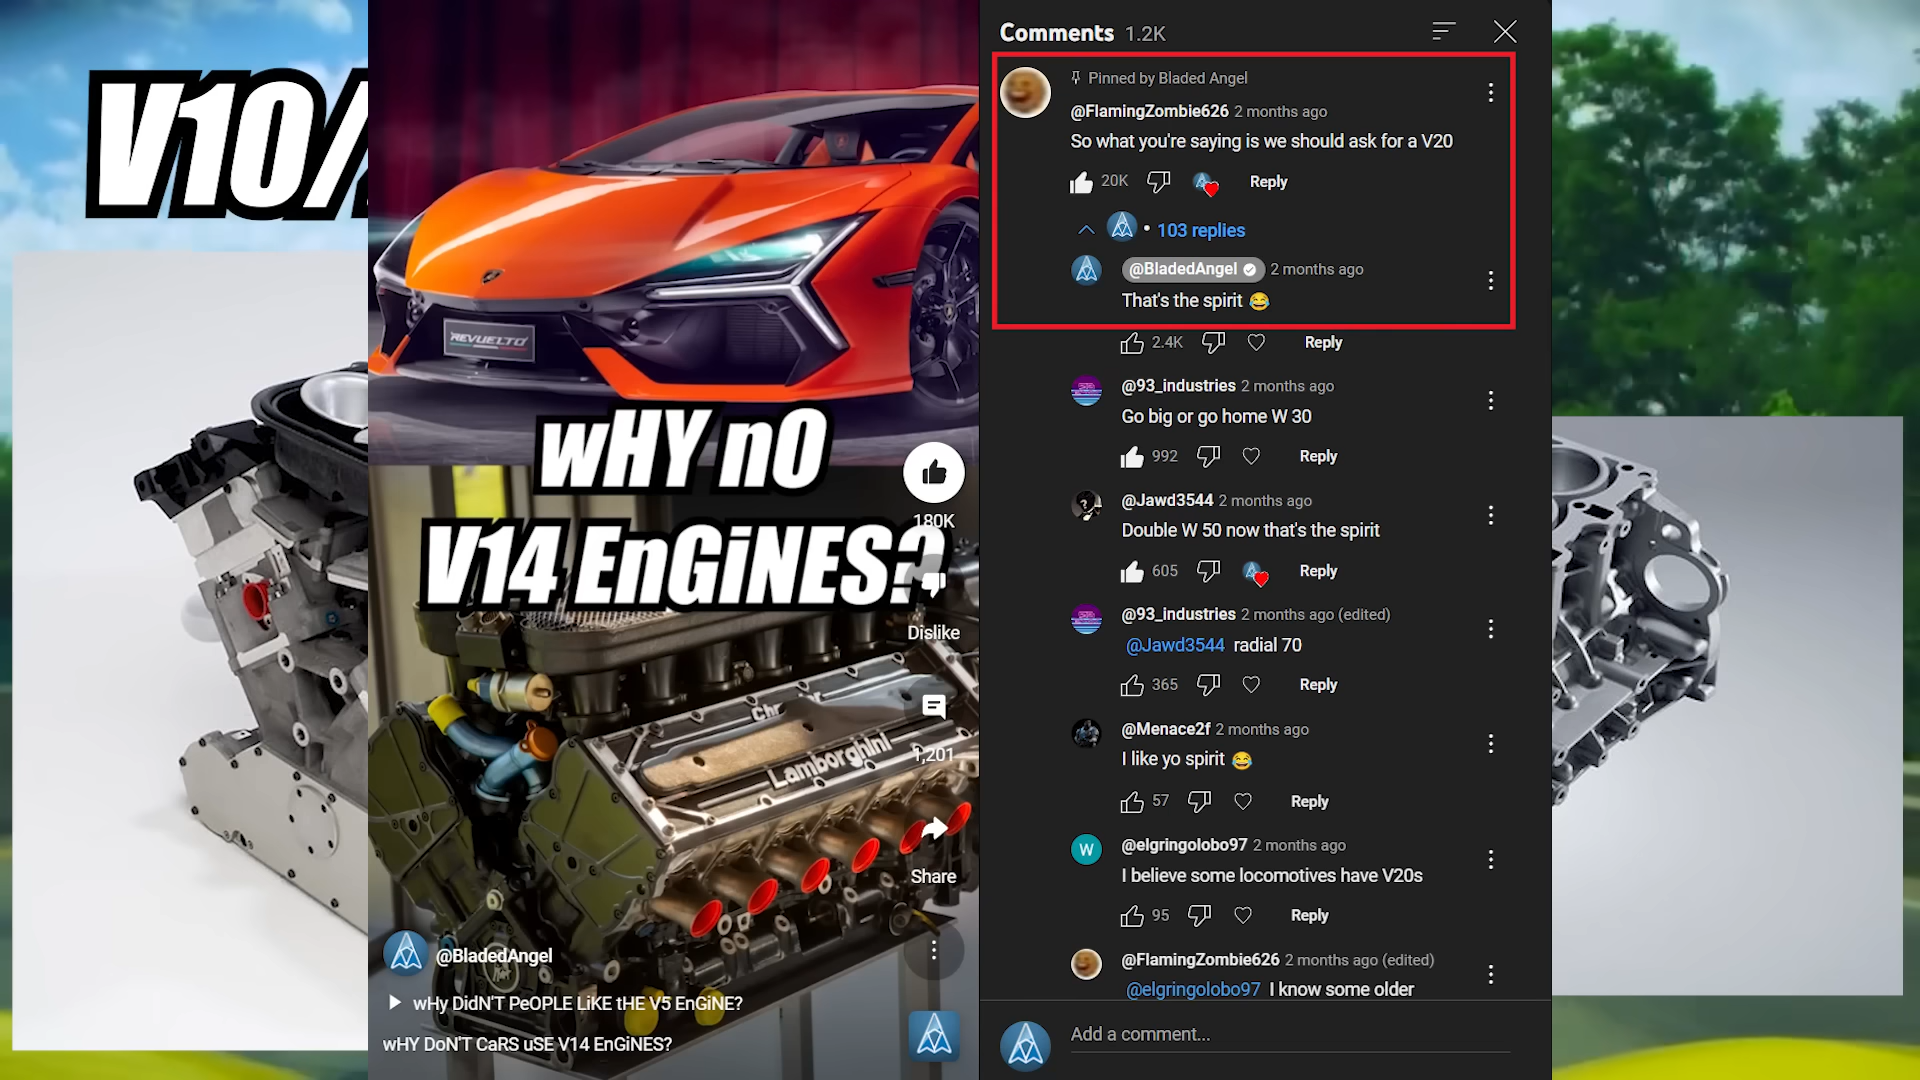 V10/
REVUELTO
wHY nO
V14 EnGiNES?
180K
Dislike
Chr
Lamborghini
1,201
Share
@BladedAngel
wHy DidN'T PeOPLE LiKE tHE V5 EnGiNE?
wHY DoN'T CaRS uSE V14 EnGiNES?
Comments 1.2K
Pinned by Bladed Angel
@FlamingZombie626 2 months ago
So what you're saying is we should ask for a V20
20K Reply
• 103 replies
@BladedAngel 2 months ago
That's the spirit 😂
2.4K Reply
@93_industries 2 months ago
Go big or go home W 30
992 Reply
@Jawd3544 2 months ago
Double W 50 now that's the spirit
605 Reply
@93_industries 2 months ago (edited)
@Jawd3544 radial 70
365 Reply
@Menace2f 2 months ago
I like yo spirit 😂
57 Reply
W
@elgringolobo97 2 months ago
I believe some locomotives have V20s
95 Reply
@FlamingZombie626 2 months ago (edited)
@elgringolobo97 I know some older
Add a comment...